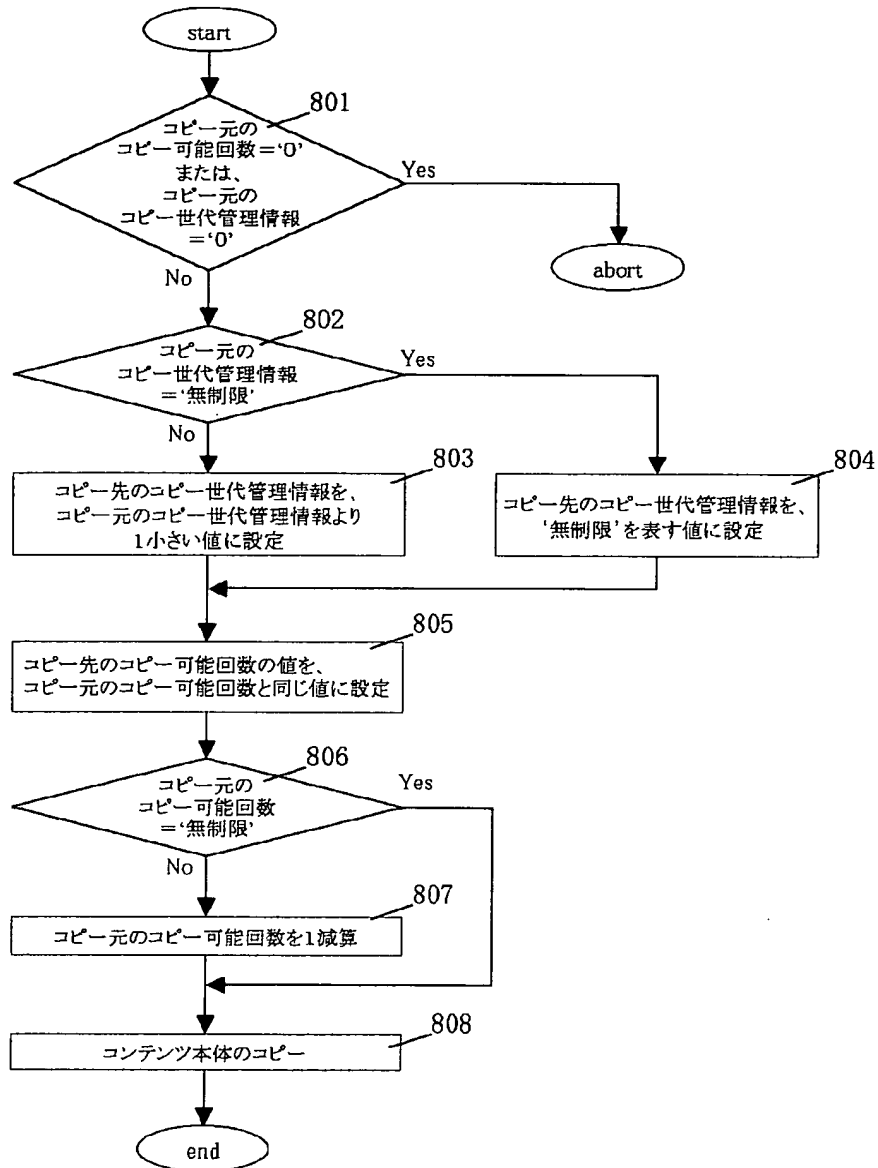 start
801
コピー元の
コピー可能回数='0'
または、
コピー元の
コピー世代管理情報
='0'
Yes
abort
No
802
コピー元の
コピー世代管理情報
='無制限'
Yes
No
803
コピー先のコピー世代管理情報を、
コピー元のコピー世代管理情報より
1小さい値に設定
804
コピー先のコピー世代管理情報を、
'無制限'を表す値に設定
805
コピー先のコピー可能回数の値を、
コピー元のコピー可能回数と同じ値に設定
806
コピー元の
コピー可能回数
='無制限'
Yes
No
807
コピー元のコピー可能回数を1減算
808
コンテンツ本体のコピー
end